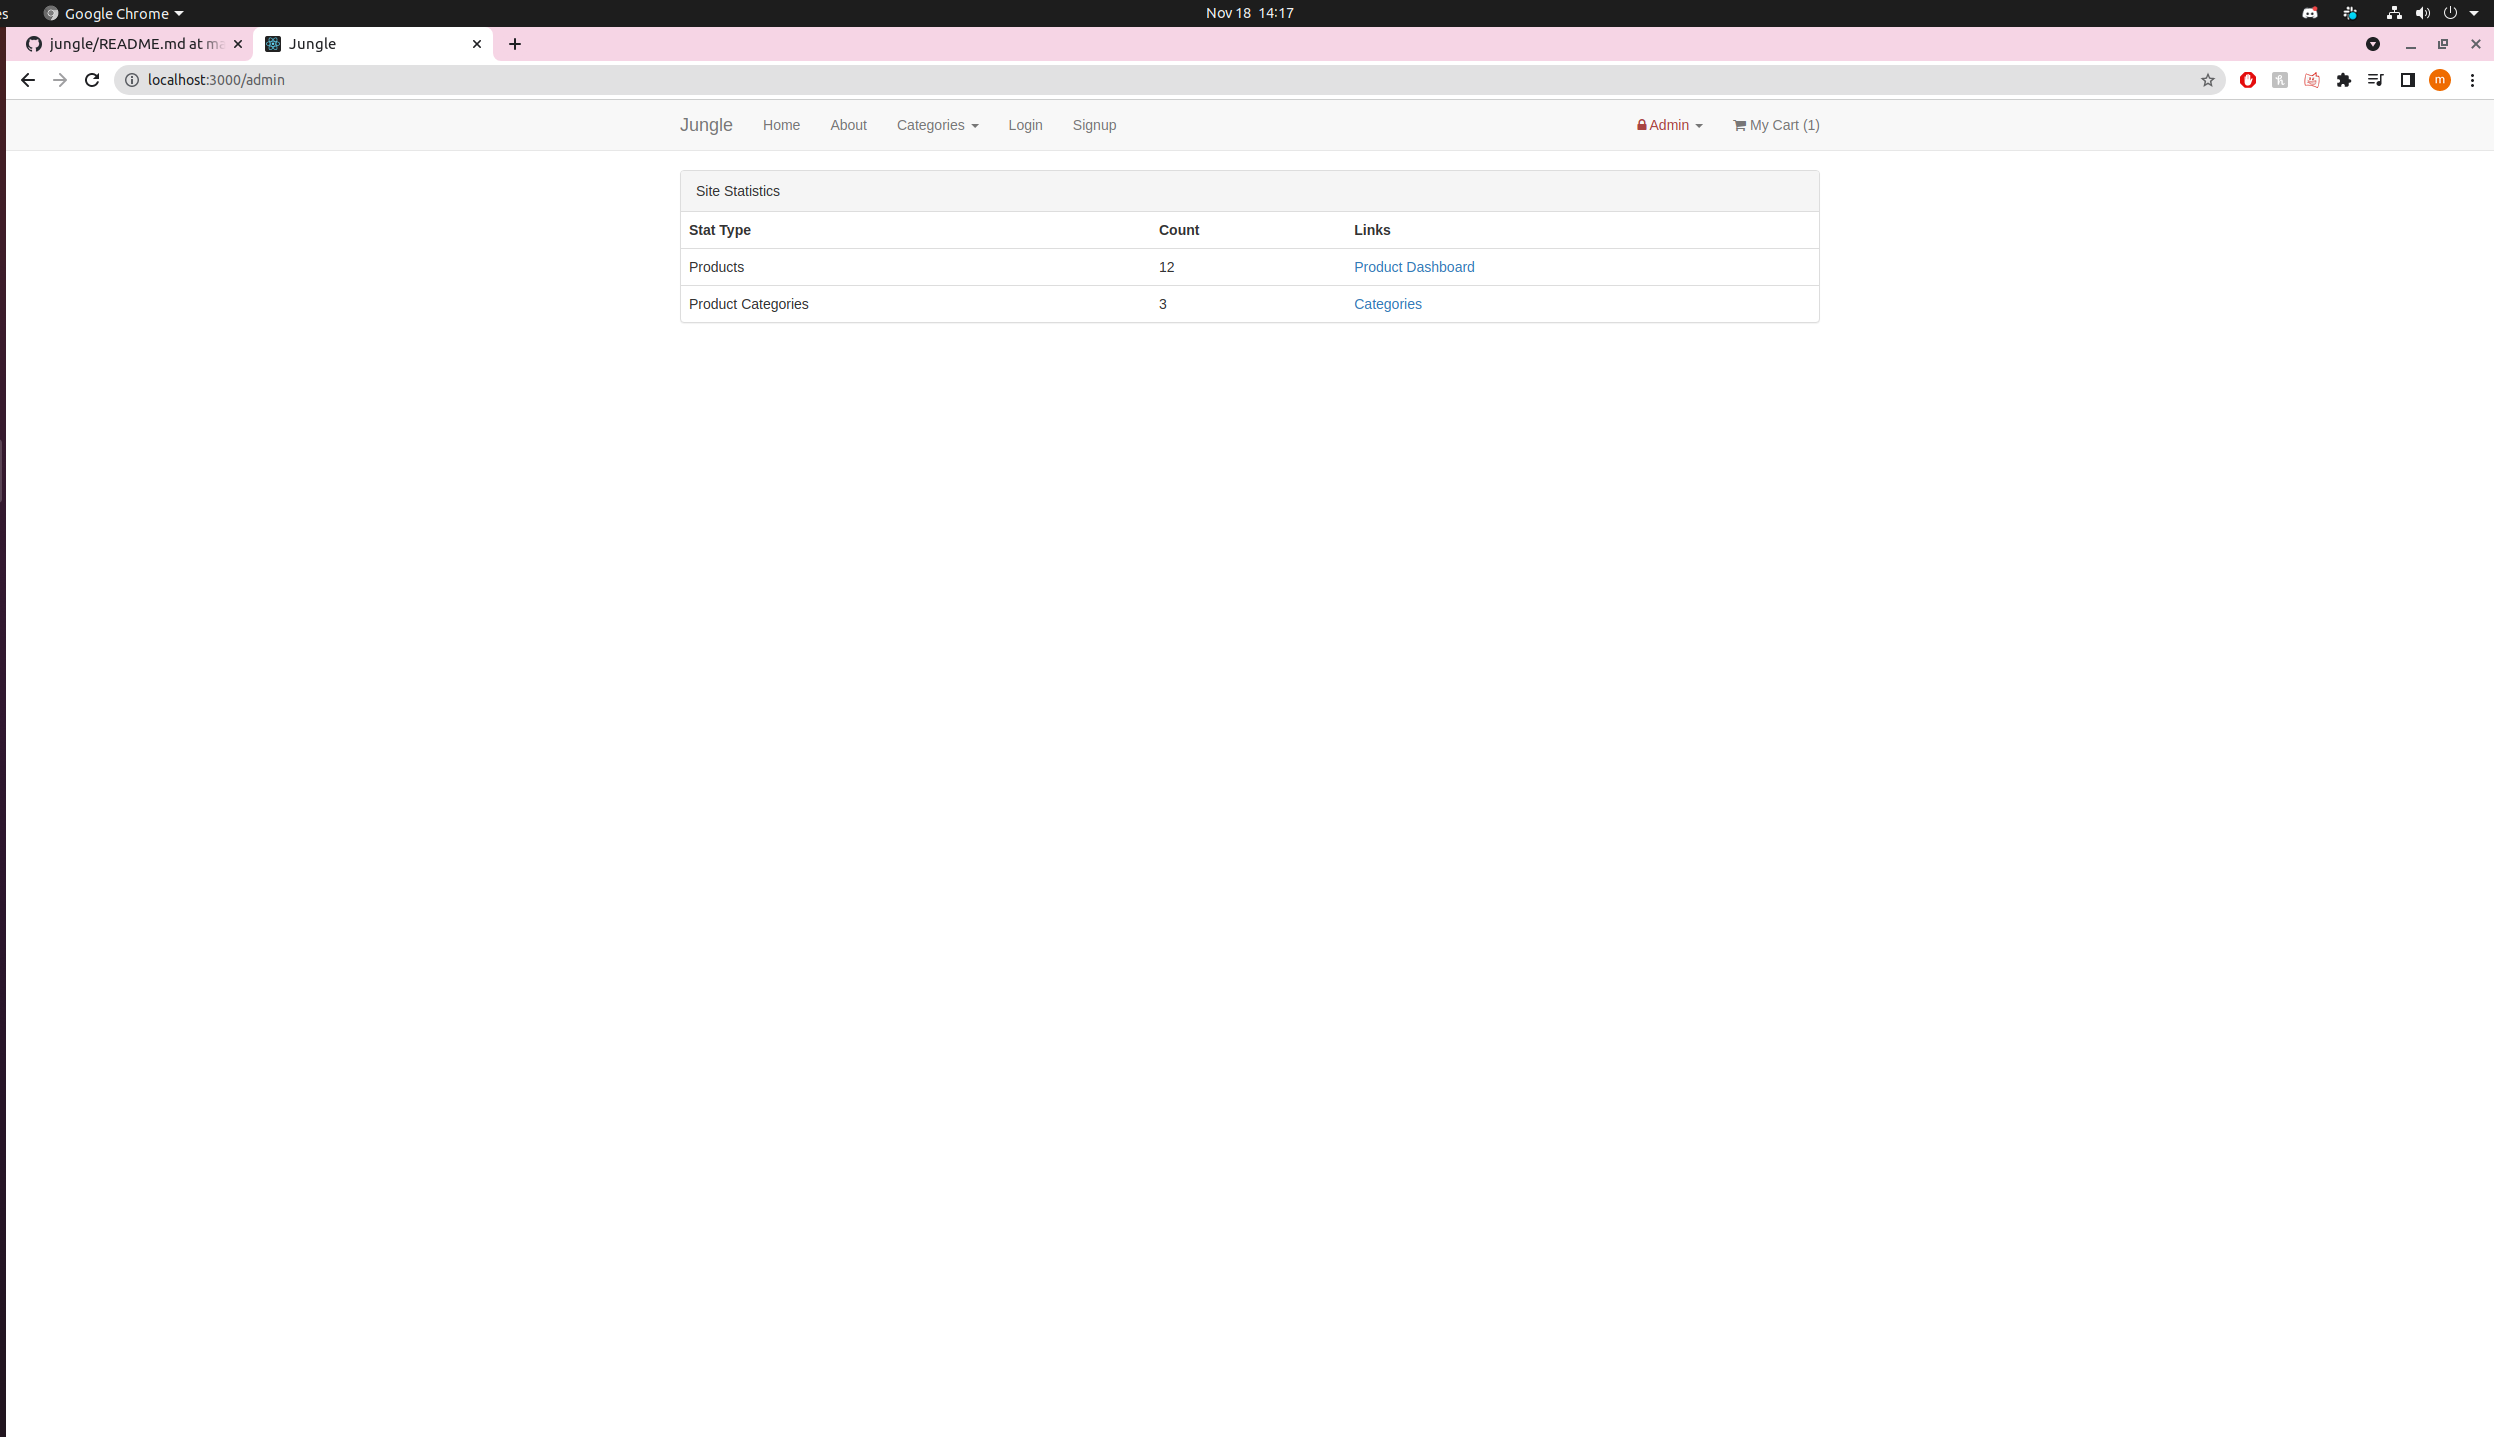 es Google Chrome Nov 18 14:17
jungle/README.md at ma Jungle
localhost:3000/admin m
Jungle Home About Categories Login Signup Admin My Cart (1)
Site Statistics
Stat Type Count Links
Products 12 Product Dashboard
Product Categories 3 Categories